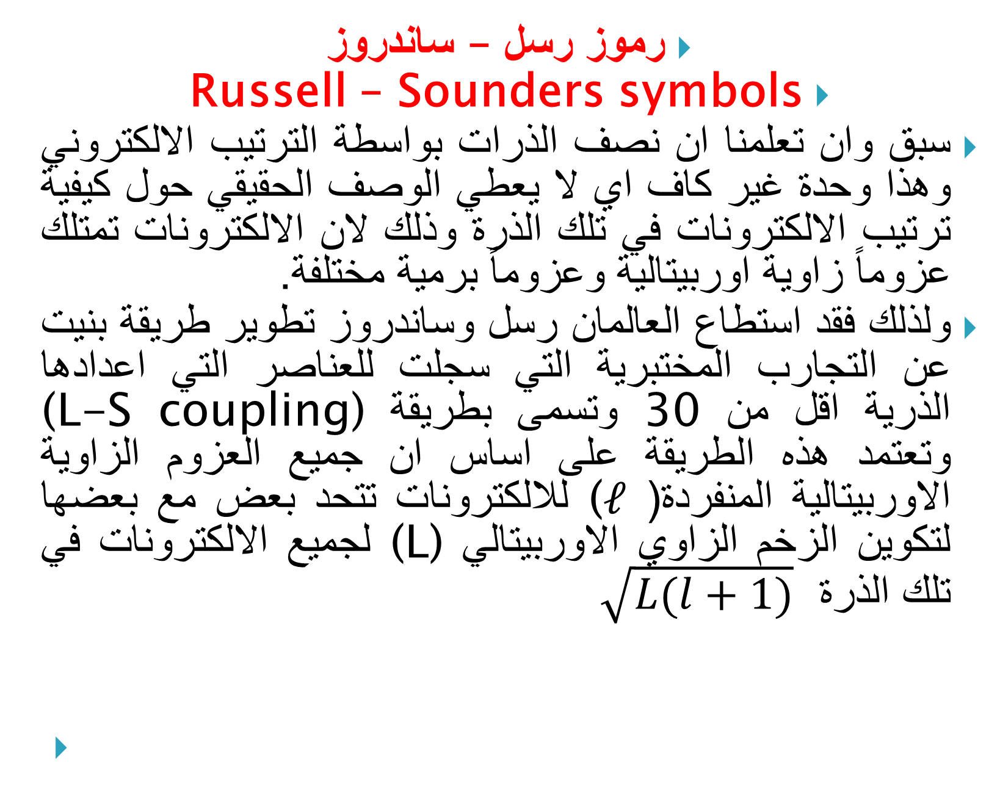 رموز رسل – ساندروز
Russell – Sounders symbols
سبق وان تعلمنا ان نصف الذرات بواسطة الترتيب الالكتروني
وهذا وحدة غير كاف اي لا يعطي الوصف الحقيقي حول كيفية
ترتيب الالكترونات في تلك الذرة وذلك لان الالكترونات تمتلك
عزوماً زاوية اوربيتالية وعزوماً برمية مختلفة.
ولذلك فقد استطاع العالمان رسل وساندروز تطوير طريقة بنيت
عن التجارب المختبرية التي سجلت للعناصر التي اعدادها
الذرية اقل من 30 وتسمى بطريقة (L-S coupling)
وتعتمد هذه الطريقة على اساس ان جميع العزوم الزاوية
الاوربيتالية المنفردة( ℓ) للالكترونات تتحد بعض مع بعضها
لتكوين الزخم الزاوي الاوربيتالي (L) لجميع الالكترونات في
تلك الذرة √L(l + 1)